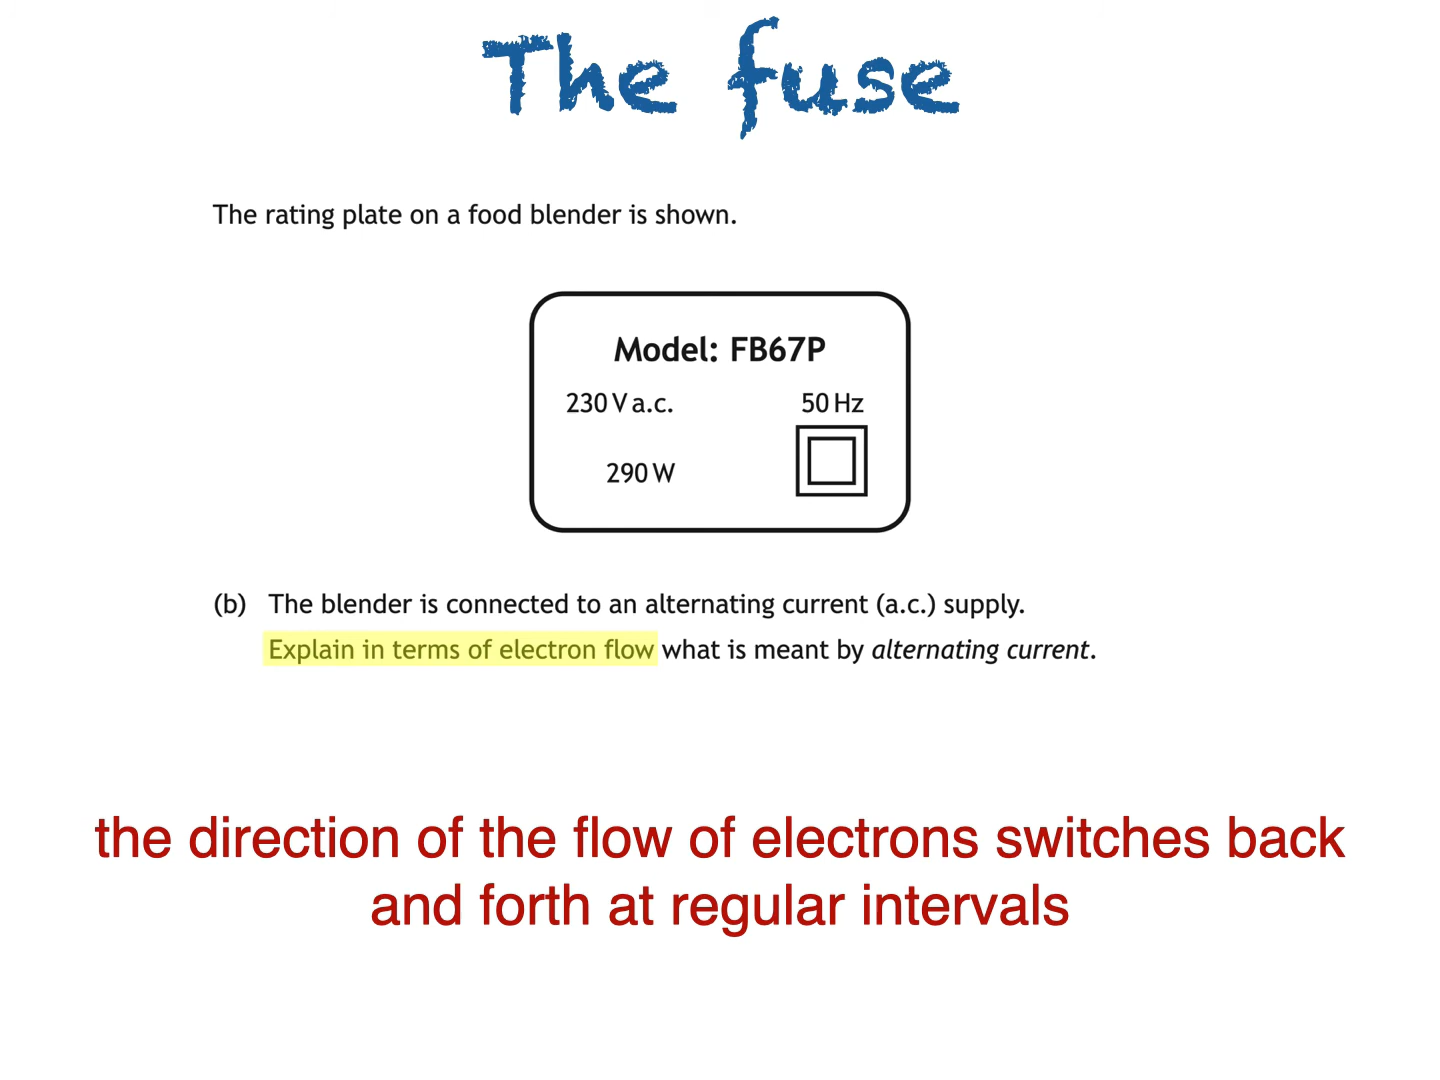 The fuse
The rating plate on a food blender is shown.
Model: FB67P
230 V a.c. 50 Hz
290 W
(b) The blender is connected to an alternating current (a.c.) supply.
Explain in terms of electron flow what is meant by alternating current.
the direction of the flow of electrons switches back
and forth at regular intervals